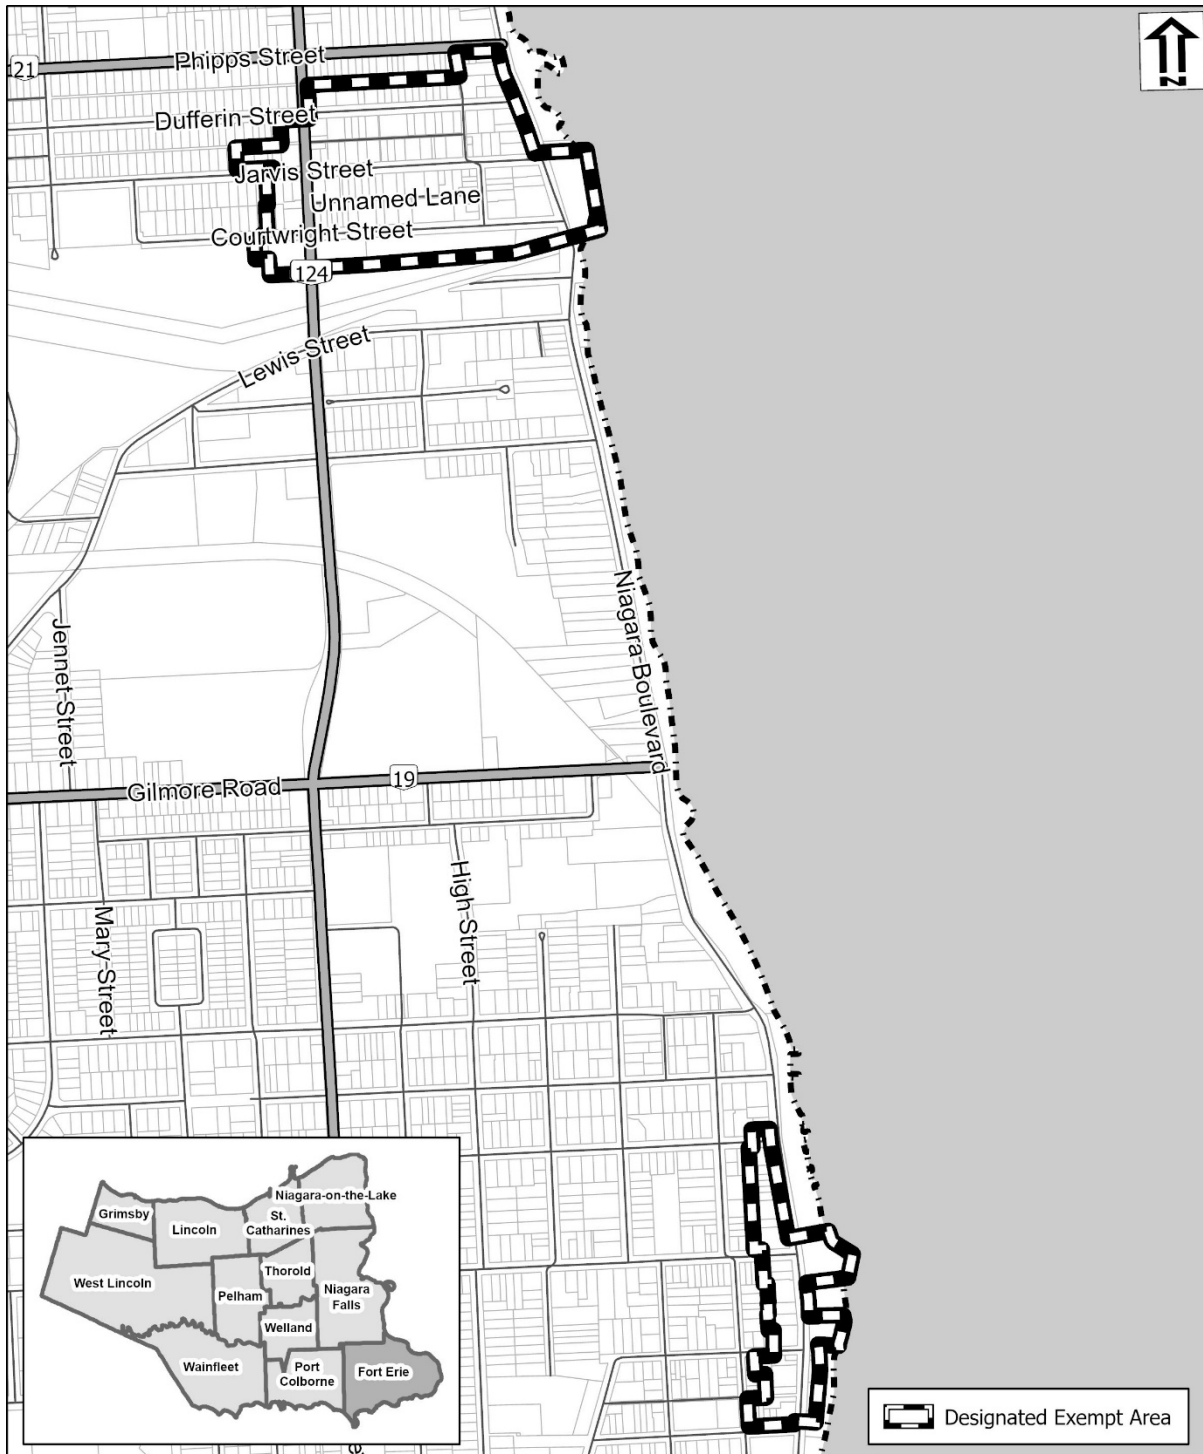 N
Phipps Street
21
Dufferin Street
Jarvis Street
Unnamed Lane
Courtwright Street
124
Lewis Street
Niagara Boulevard
Jennet Street
19
Gilmore Road
High Street
Mary Street
Niagara-on-the-Lake
Grimsby
St.
Catharines
Lincoln
Thorold
West Lincoln
Pelham
Niagara
Falls
Welland
Wainfleet
Port
Colborne
Fort Erie
Designated Exempt Area